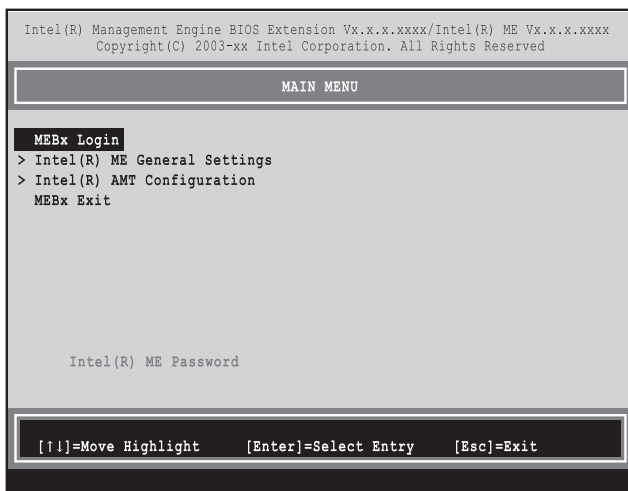 Intel(R) Management Engine BIOS Extension Vx.x.x.xxxx/Intel(R) ME Vx.x.x.xxxx
Copyright(C) 2003-xx Intel Corporation. All Rights Reserved
MAIN MENU
MEBx Login
> Intel(R) ME General Settings
> Intel(R) AMT Configuration
MEBx Exit
Intel(R) ME Password
[↑↓]=Move Highlight [Enter]=Select Entry [Esc]=Exit